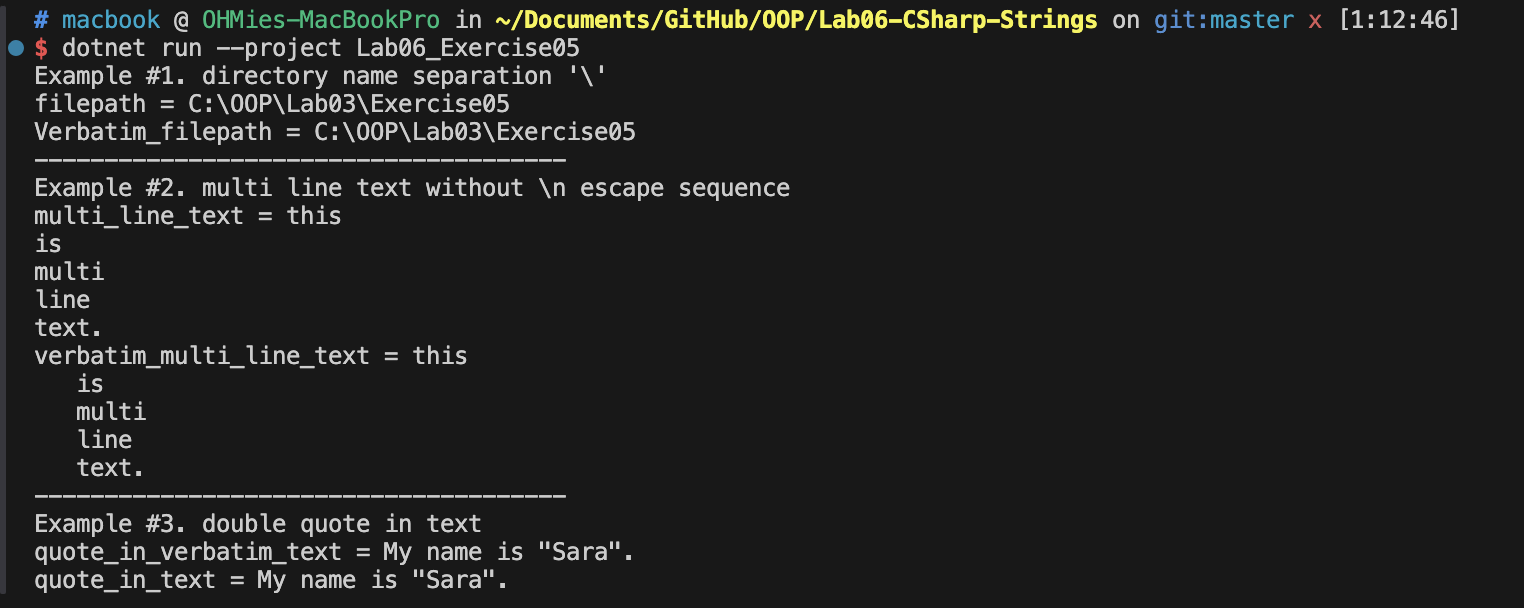 # macbook @ OHMies-MacBookPro in ~/Documents/GitHub/OOP/Lab06-CSharp-Strings on git:master x [1:12:46]
$ dotnet run --project Lab06_Exercise05
Example #1. directory name separation '\'
filepath = C:\OOP\Lab03\Exercise05
Verbatim_filepath = C:\OOP\Lab03\Exercise05
--------------------------------------
Example #2. multi line text without \n escape sequence
multi_line_text = this
is
multi
line
text.
verbatim_multi_line_text = this
   is
   multi
   line
   text.
--------------------------------------
Example #3. double quote in text
quote_in_verbatim_text = My name is "Sara".
quote_in_text = My name is "Sara".